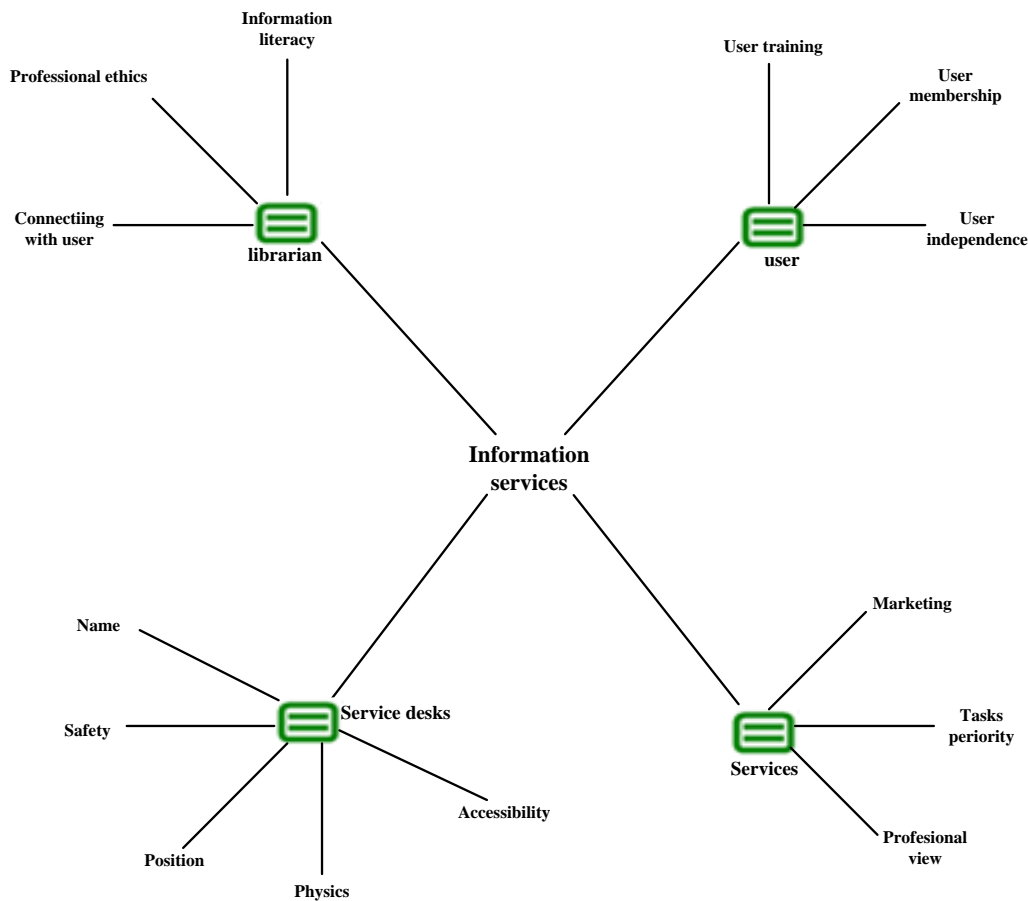 Information
literacy
Professional ethics
Connectiing
with user
librarian
User training
User
membership
User
independence
user
Information
services
Name
Safety
Position
Physics
Accessibility
Service desks
Marketing
Tasks
periority
Profesional
view
Services